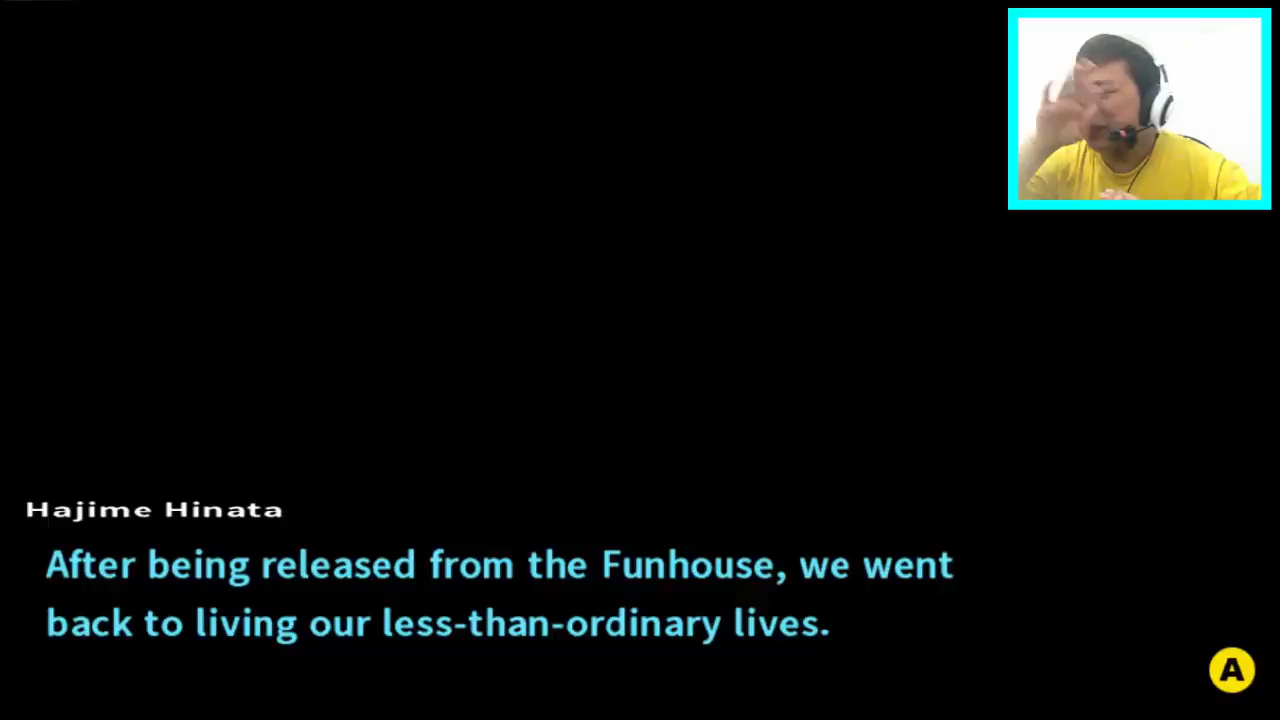 Hajime Hinata
After being released from the Funhouse, we went
back to living our less-than-ordinary lives.
A